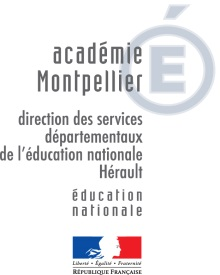 académie
Montpellier
É
direction des services
départementaux
de l'éducation nationale
Hérault
éducation
nationale
Liberté • Égalité • Fraternité
RÉPUBLIQUE FRANÇAISE